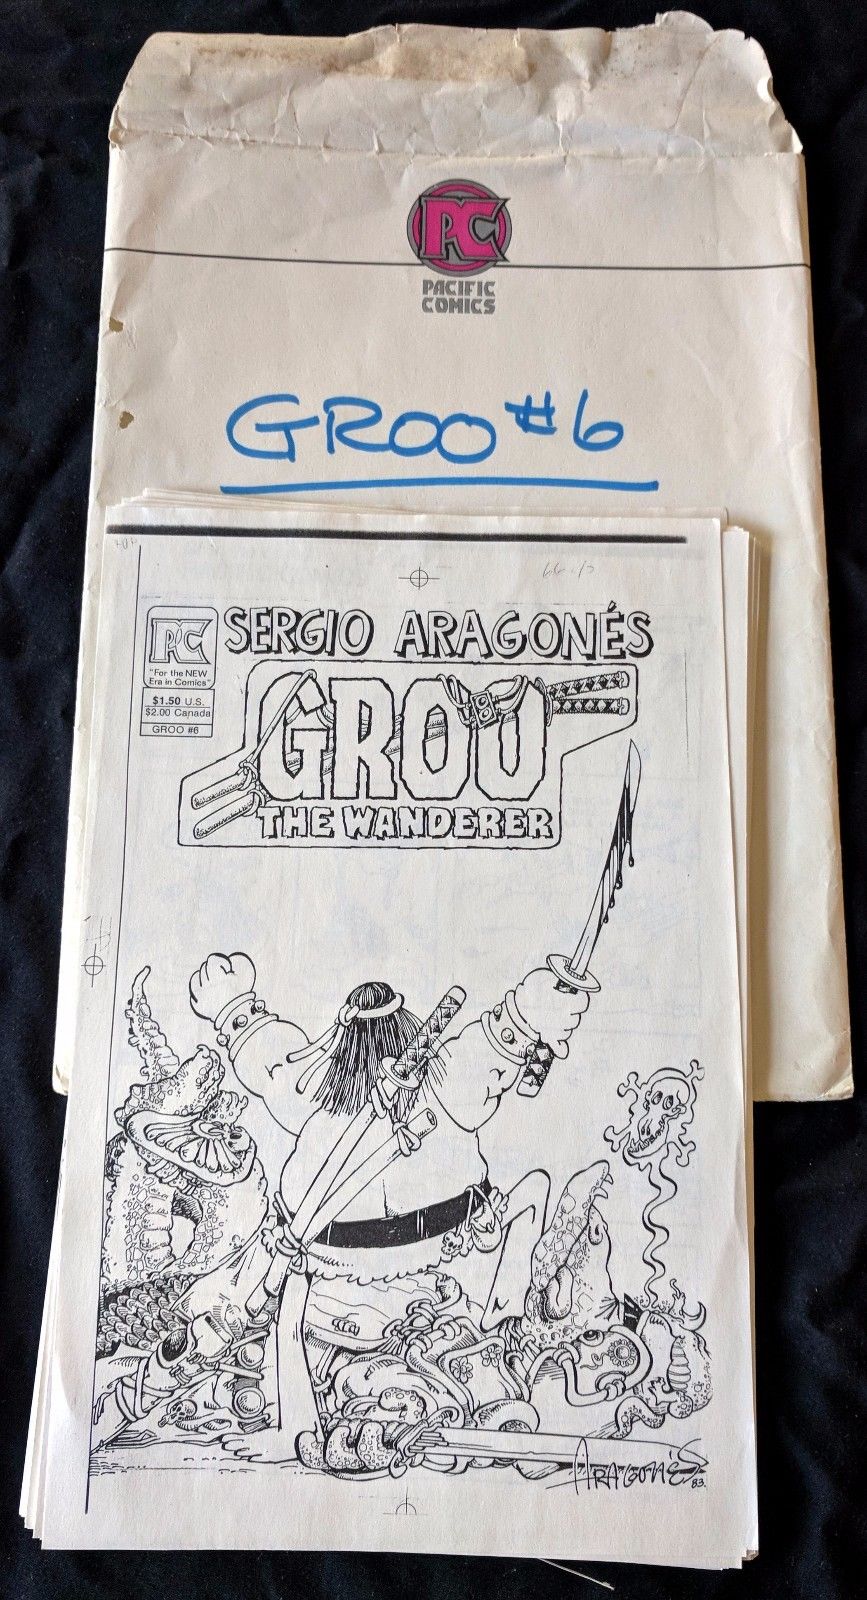 PC
PACIFIC
COMICS
GROO #6
PC
"For the NEW
Era in Comics"
$1.50 U.S.
$2.00 Canada
GROO #6
SERGIO ARAGONÉS
GROO
THE WANDERER
ARAGONÉS
83.